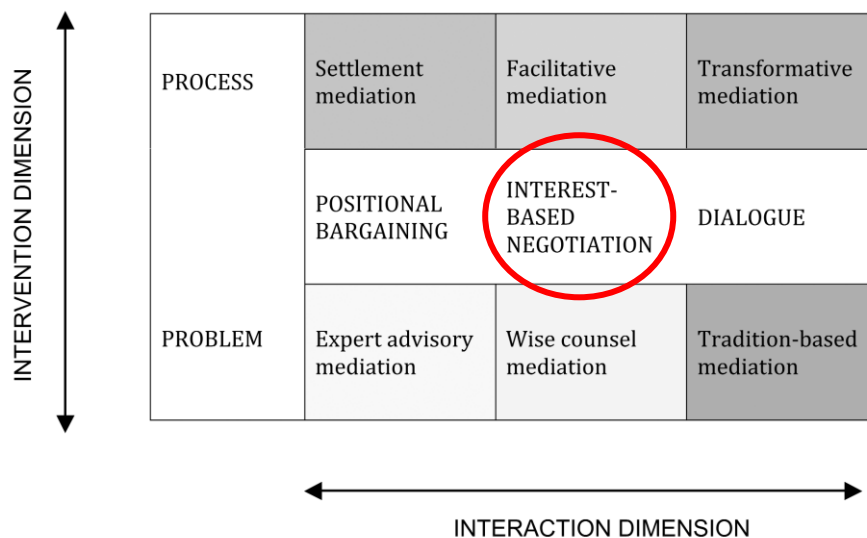 INTERVENTION DIMENSION
PROCESS
Settlement
mediation
Facilitative
mediation
Transformative
mediation
POSITIONAL
BARGAINING
INTEREST-
BASED
NEGOTIATION
DIALOGUE
PROBLEM
Expert advisory
mediation
Wise counsel
mediation
Tradition-based
mediation
INTERACTION DIMENSION